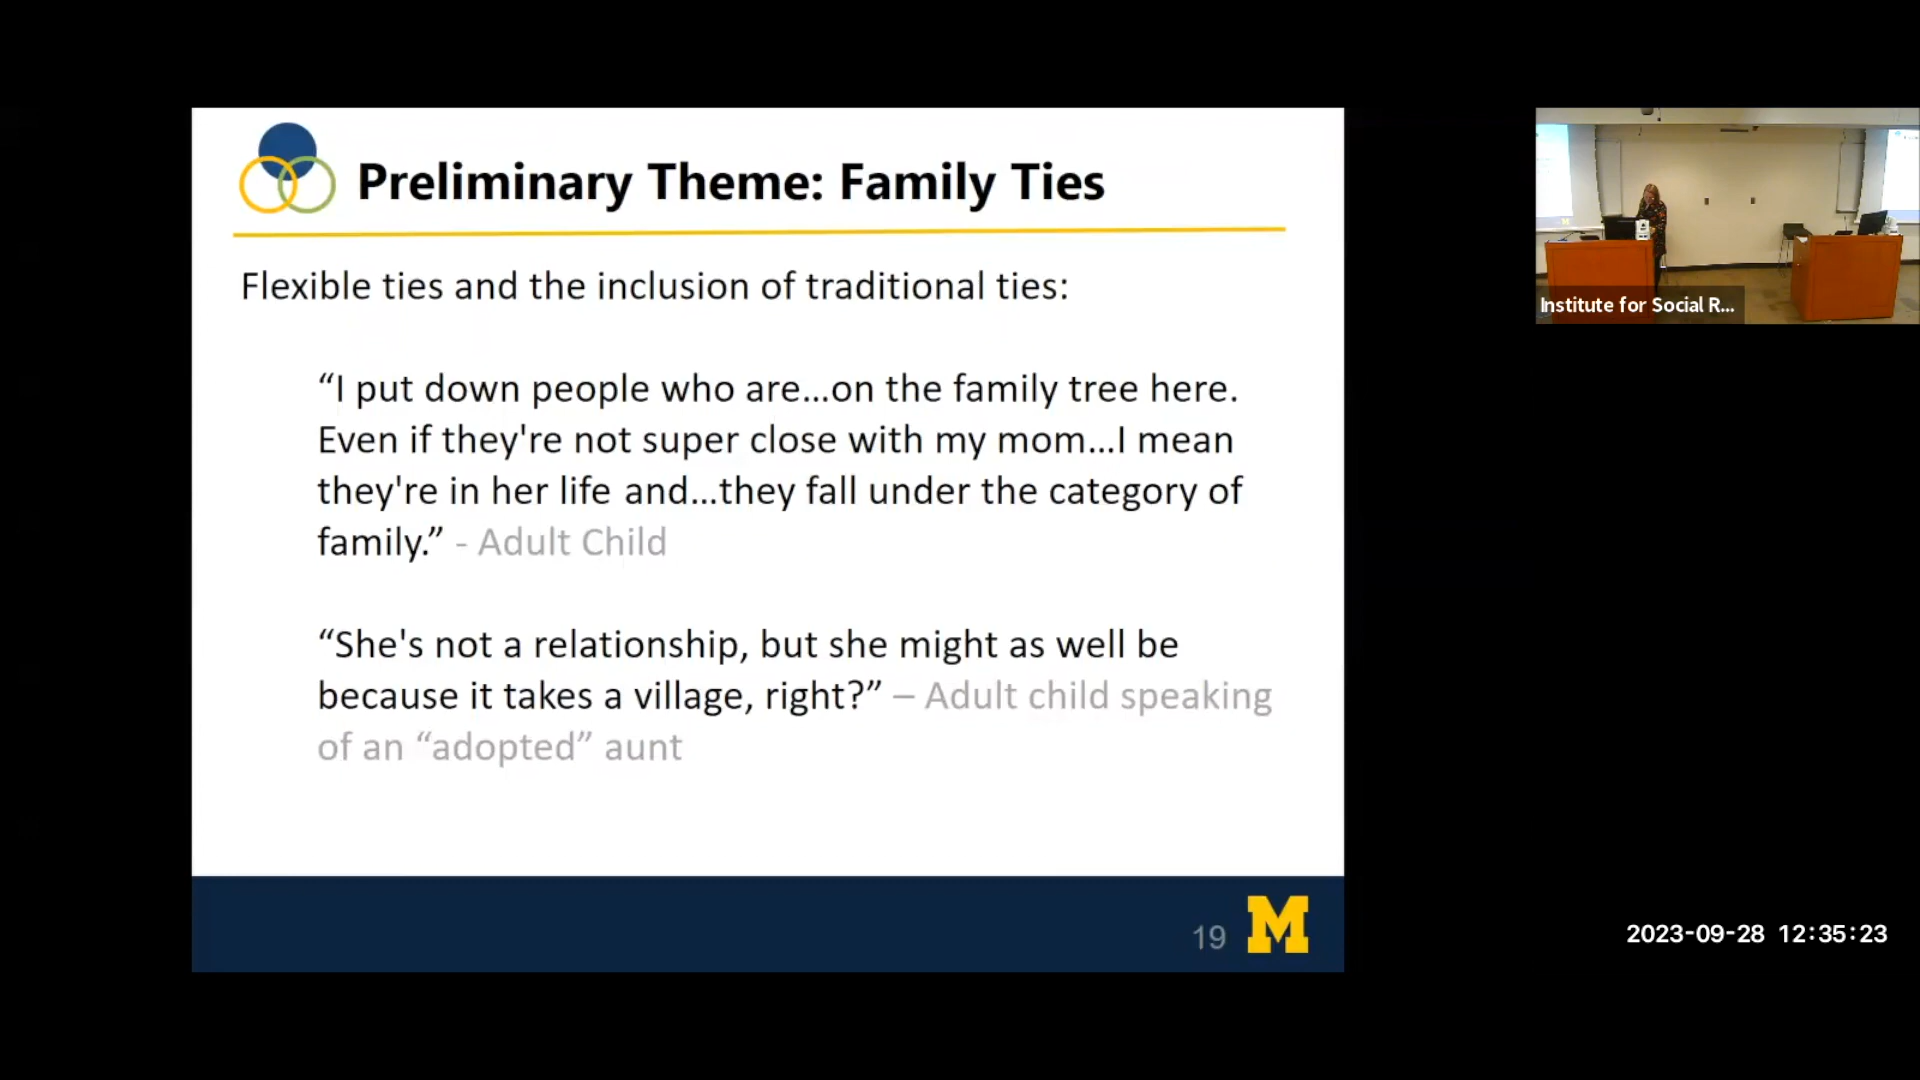 Preliminary Theme: Family Ties
Flexible ties and the inclusion of traditional ties:
“I put down people who are...on the family tree here.
Even if they're not super close with my mom...I mean
they're in her life and...they fall under the category of
family.” - Adult Child
“She's not a relationship, but she might as well be
because it takes a village, right?” – Adult child speaking
of an “adopted” aunt
19 M
Institute for Social R...
2023-09-28 12:35:23